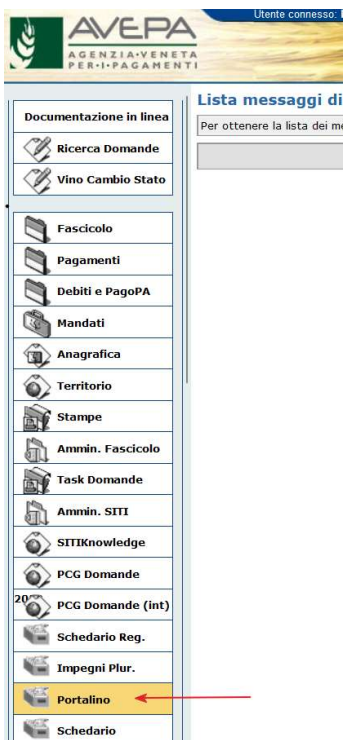 Utente connesso:
AVEPA
AGENZIA•VENETA
PER•I•PAGAMENTI
Lista messaggi di
Per ottenere la lista dei me
Documentazione in linea
Ricerca Domande
Vino Cambio Stato
Fascicolo
Pagamenti
Debiti e PagoPA
Mandati
Anagrafica
Territorio
Stampe
Ammin. Fascicolo
Task Domande
Ammin. SITI
SITIKnowledge
PCG Domande
PCG Domande (int)
Schedario Reg.
Impegni Plur.
Portalino
Schedario